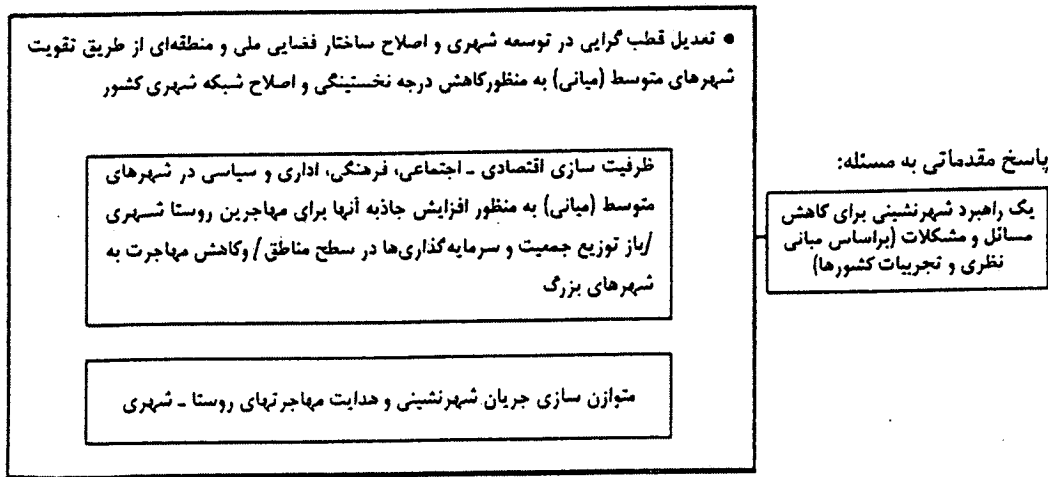 پاسخ مقدماتی به مسئله:
یک راهبرد شهرنشینی برای کاهش
مسائل و مشکلات (براساس مبانی
نظری و تجربیات کشورها)
● تعدیل قطب گرایی در توسعه شهری و اصلاح ساختار فضایی ملی و منطقه‌ای از طریق تقویت
شهرهای متوسط (میانی) به منظورکاهش درجه نخستینگی و اصلاح شبکه شهری کشور
ظرفیت سازی اقتصادی ـ اجتماعی، فرهنگی، اداری و سیاسی در شهرهای
متوسط (میانی) به منظور افزایش جاذبه آنها برای مهاجرین روستا شهری
/باز توزیع جمعیت و سرمایه‌گذاری‌ها در سطح مناطق/ وکاهش مهاجرت به
شهرهای بزرگ
متوازن سازی جریان شهرنشینی و هدایت مهاجرتهای روستا ـ شهری